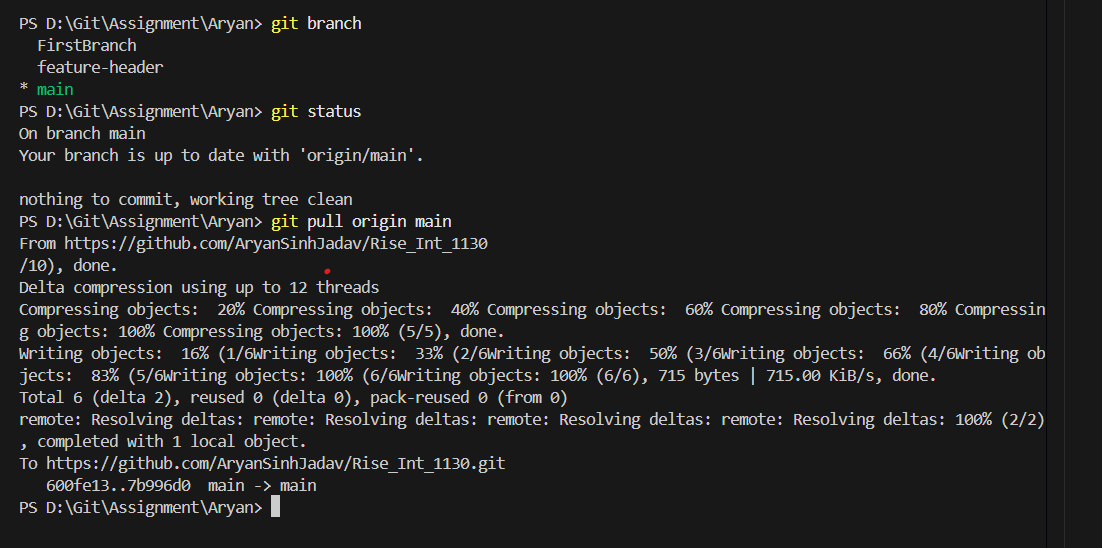 PS D:\Git\Assignment\Aryan> git branch
  FirstBranch
  feature-header
* main
PS D:\Git\Assignment\Aryan> git status
On branch main
Your branch is up to date with 'origin/main'.

nothing to commit, working tree clean
PS D:\Git\Assignment\Aryan> git pull origin main
From https://github.com/AryanSinhJadav/Rise_Int_1130
/10), done.
Delta compression using up to 12 threads
Compressing objects:  20% Compressing objects:  40% Compressing objects:  60% Compressing objects:  80% Compressin
g objects: 100% Compressing objects: 100% (5/5), done.
Writing objects:  16% (1/6Writing objects:  33% (2/6Writing objects:  50% (3/6Writing objects:  66% (4/6Writing ob
jects:  83% (5/6Writing objects: 100% (6/6Writing objects: 100% (6/6), 715 bytes | 715.00 KiB/s, done.
Total 6 (delta 2), reused 0 (delta 0), pack-reused 0 (from 0)
remote: Resolving deltas: remote: Resolving deltas: remote: Resolving deltas: remote: Resolving deltas: 100% (2/2)
, completed with 1 local object.
To https://github.com/AryanSinhJadav/Rise_Int_1130.git
   600fe13..7b996d0  main -> main
PS D:\Git\Assignment\Aryan>